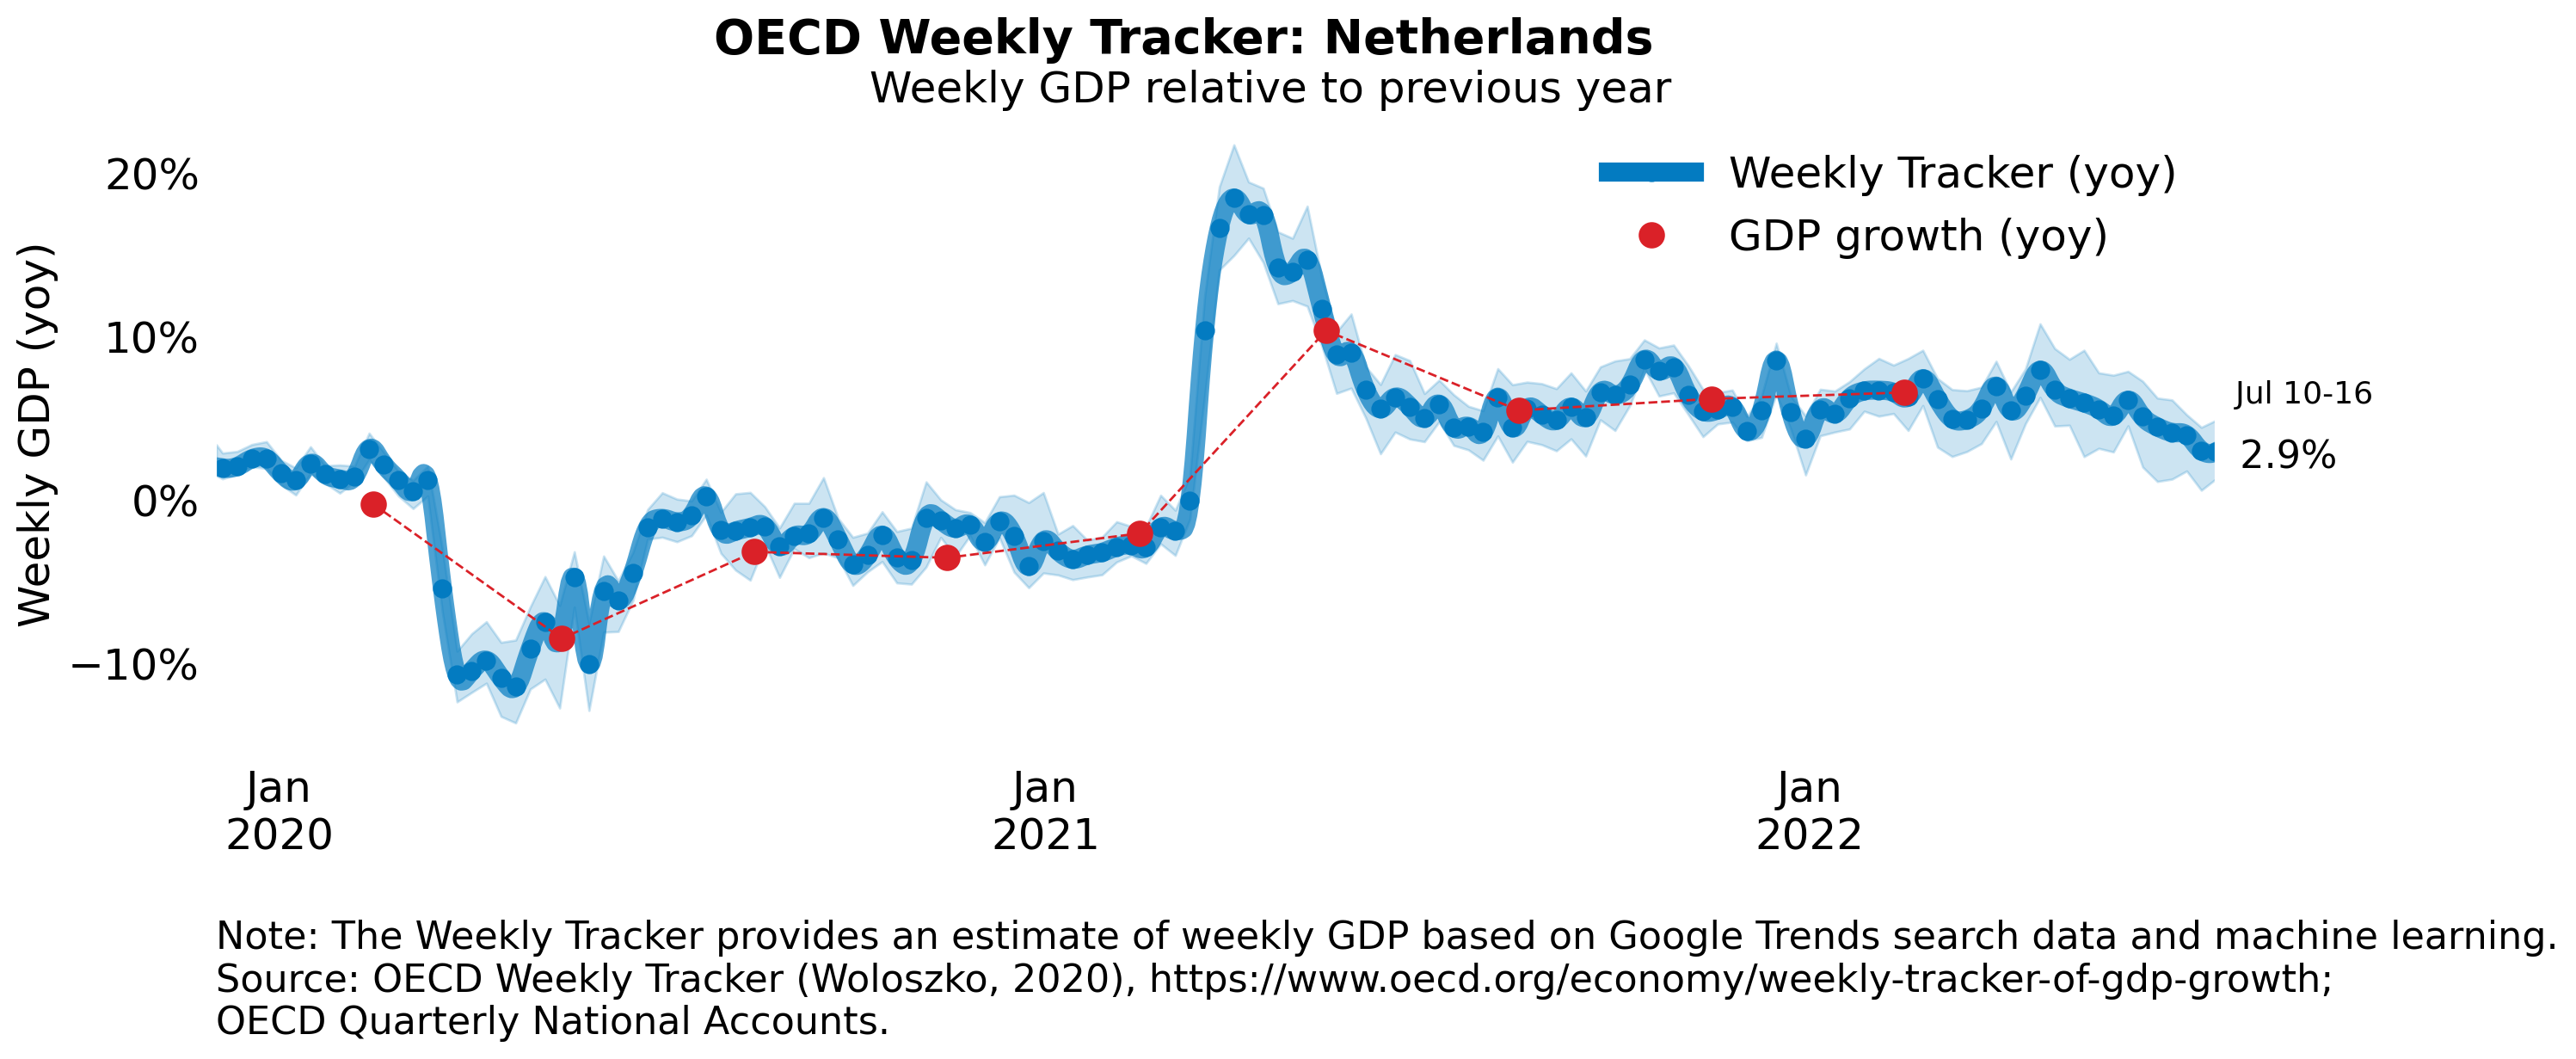 OECD Weekly Tracker: Netherlands
Weekly GDP relative to previous year
Weekly GDP (yoy)
20%
10%
0%
−10%
Weekly Tracker (yoy)
GDP growth (yoy)
Jul 10-16
2.9%
Jan
2020
Jan
2021
Jan
2022
Note: The Weekly Tracker provides an estimate of weekly GDP based on Google Trends search data and machine learning.
Source: OECD Weekly Tracker (Woloszko, 2020), https://www.oecd.org/economy/weekly-tracker-of-gdp-growth;
OECD Quarterly National Accounts.